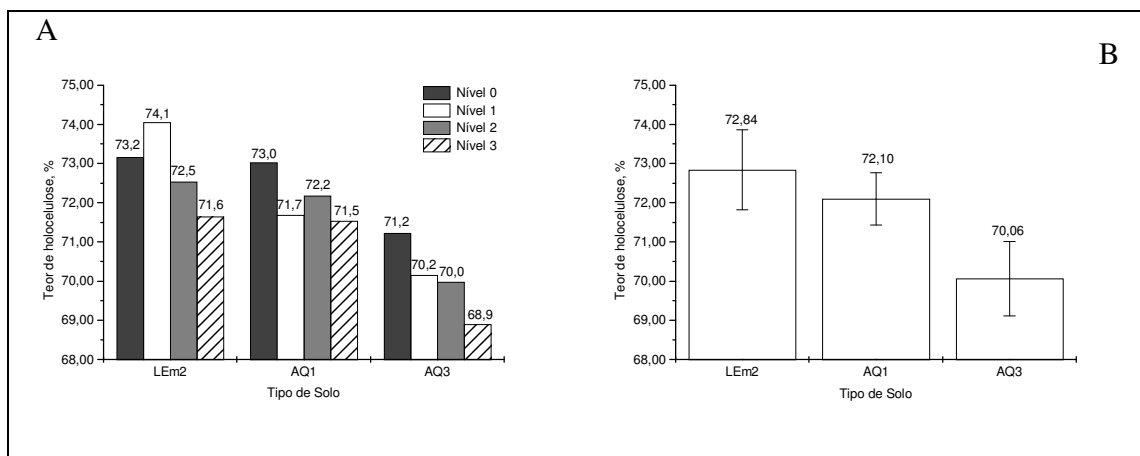 A
75,00
74,00
73,00
72,00
71,00
70,00
69,00
68,00
Teor de holocelulose, %
73,2
74,1
72,5
71,6
73,0
71,7
72,2
71,5
71,2
70,2
70,0
68,9
Nível 0
Nível 1
Nível 2
Nível 3
LEm2 AQ1 AQ3
Tipo de Solo
B
75,00
74,00
73,00
72,00
71,00
70,00
69,00
68,00
Teor de holocelulose, %
72,84
72,10
70,06
LEm2 AQ1 AQ3
Tipo de Solo